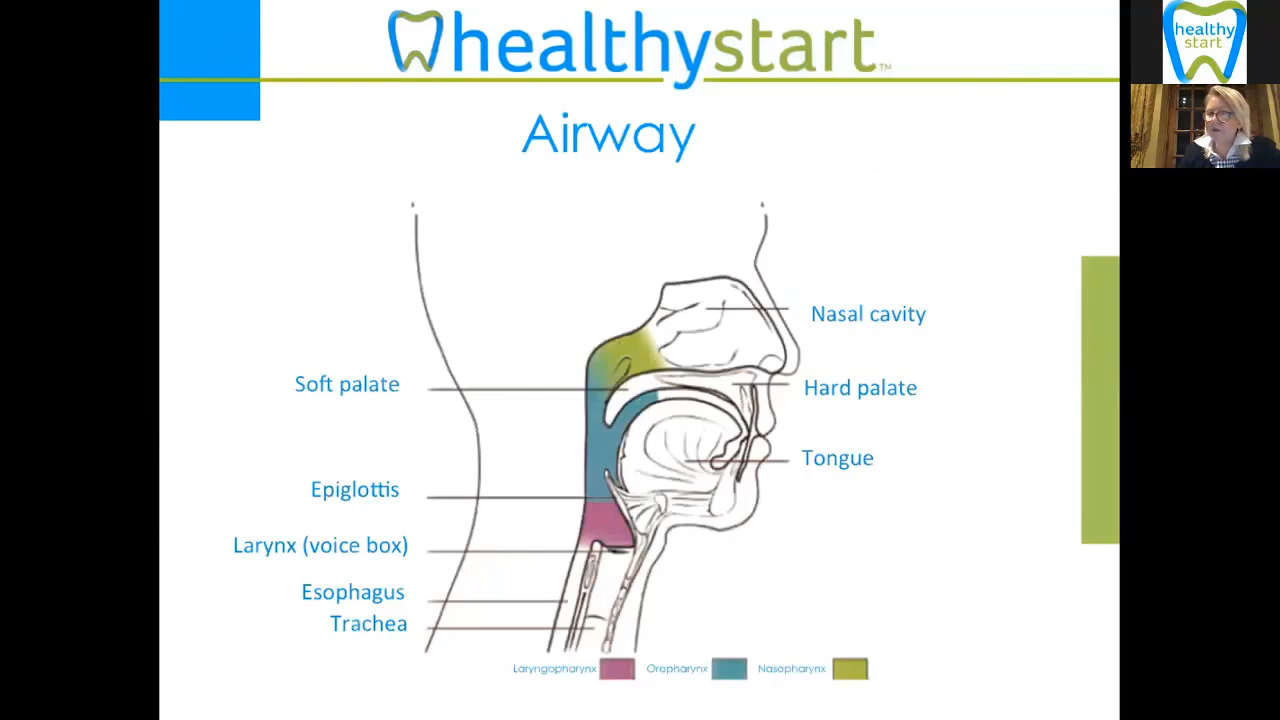 healthystart™
healthy
start
Airway
Nasal cavity
Soft palate
Hard palate
Tongue
Epiglottis
Larynx (voice box)
Esophagus
Trachea
Laryngopharynx
Oropharynx
Nasopharynx